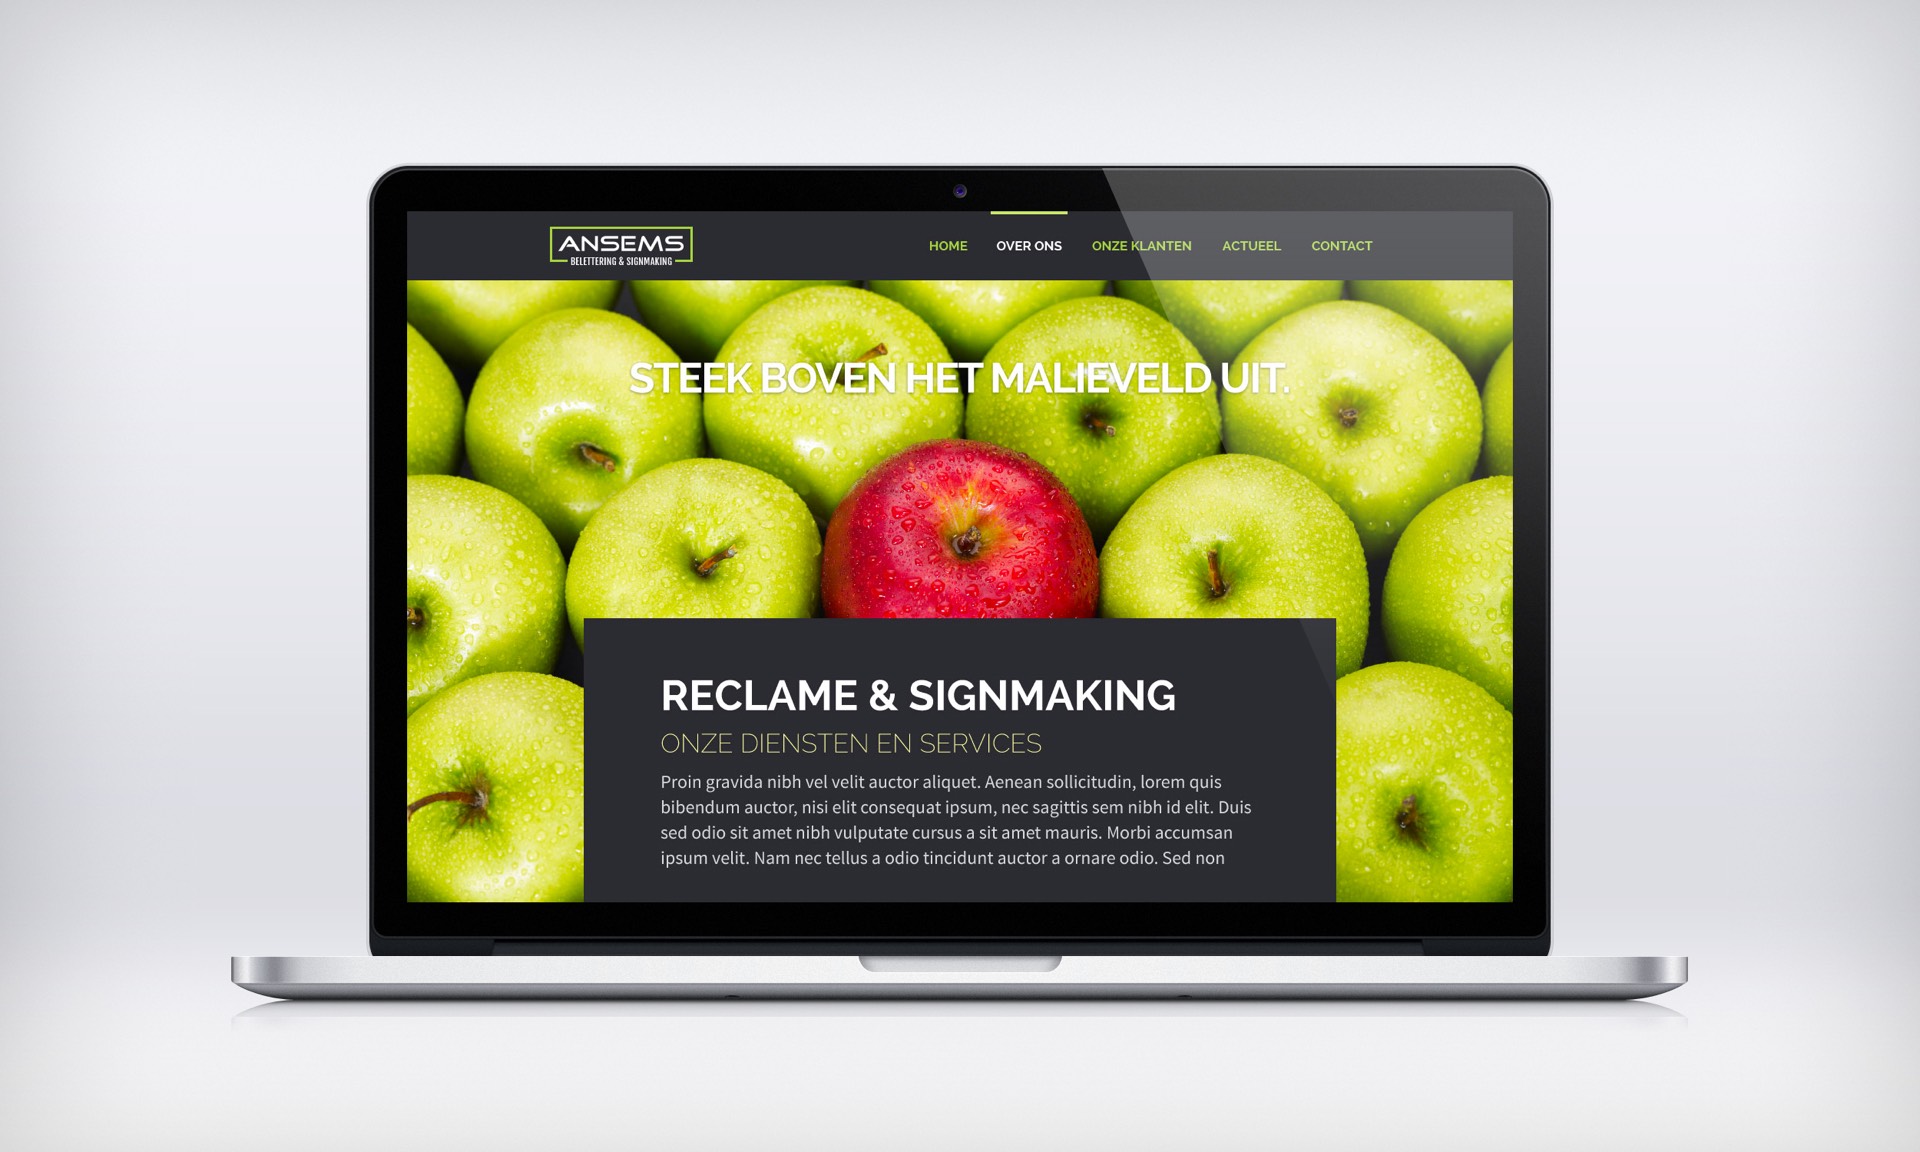 ANSEMS
BELETTERING & SIGNMAKING
HOME OVER ONS ONZE KLANTEN ACTUEEL CONTACT
STEEK BOVEN HET MALIEVELD UIT.
RECLAME & SIGNMAKING
ONZE DIENSTEN EN SERVICES
Proin gravida nibh vel velit auctor aliquet. Aenean sollicitudin, lorem quis
bibendum auctor, nisi elit consequat ipsum, nec sagittis sem nibh id elit. Duis
sed odio sit amet nibh vulputate cursus a sit amet mauris. Morbi accumsan
ipsum velit. Nam nec tellus a odio tincidunt auctor a ornare odio. Sed non